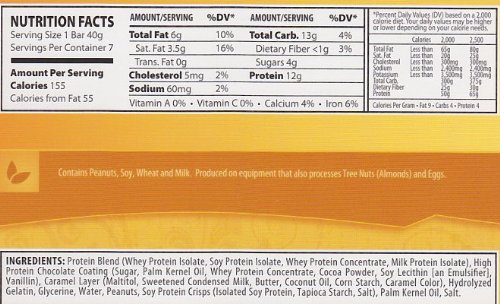 NUTRITION FACTS
Serving Size 1 Bar 40g
Servings Per Container 7
Amount Per Serving
Calories 155
Calories from Fat 55
AMOUNT/SERVING %DV* AMOUNT/SERVING %DV*
Total Fat 6g 10% Total Carb. 13g 4%
Sat. Fat 3.5g 16% Dietary Fiber <1g 3%
Trans. Fat 0g Sugars 4g
Cholesterol 5mg 2% Protein 12g
Sodium 60mg 2%
Vitamin A 0% • Vitamin C 0% • Calcium 4% • Iron 6%
*Percent Daily Values (DV) based on a 2,000
calorie diet. Your daily values may be higher
or lower depending on your calorie needs.
Calories 2,000 2,500
Total Fat Less than 65g 80g
Sat. Fat Less than 20g 25g
Cholesterol Less than 300mg 300mg
Sodium Less than 2,400mg 2,400mg
Potassium 3,500mg 3,500mg
Total Carb. 300g 375g
Dietary Fiber 25g 30g
Protein 50g 65g
Calories Per Gram • Fat 9 • Carbs 4 • Protein 4
Contains Peanuts, Soy, Wheat and Milk. Produced on equipment that also processes Tree Nuts (Almonds) and Eggs.
INGREDIENTS: Protein Blend (Whey Protein Isolate, Soy Protein Isolate, Whey Protein Concentrate, Milk Protein Isolate), High
Protein Chocolate Coating (Sugar, Palm Kernel Oil, Whey Protein Concentrate, Cocoa Powder, Soy Lecithin [an Emulsifier],
Vanillin), Caramel Layer (Maltitol, Sweetened Condensed Milk, Butter, Coconut Oil, Corn Starch, Caramel Color), Hydrolyzed
Gelatin, Glycerine, Water, Peanuts, Soy Protein Crisps (Isolated Soy Protein, Tapioca Starch, Salt), Palm Kernel Oil, Salt.